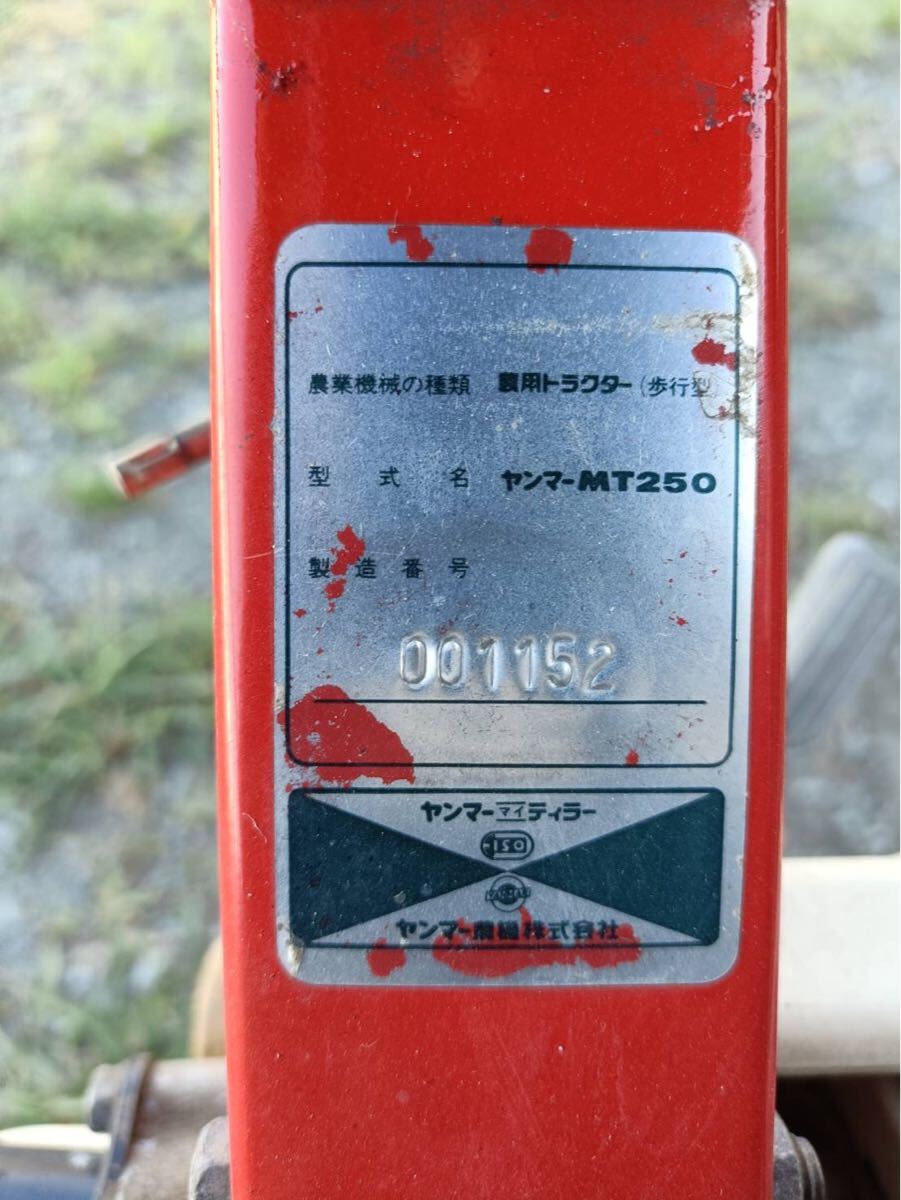 農業機械の種類 農用トラクター(歩行型)
型式名 ヤンマーMT250
製造番号
001152
ヤンマーマイティラー
ISO
YANMAR
ヤンマー農機株式会社